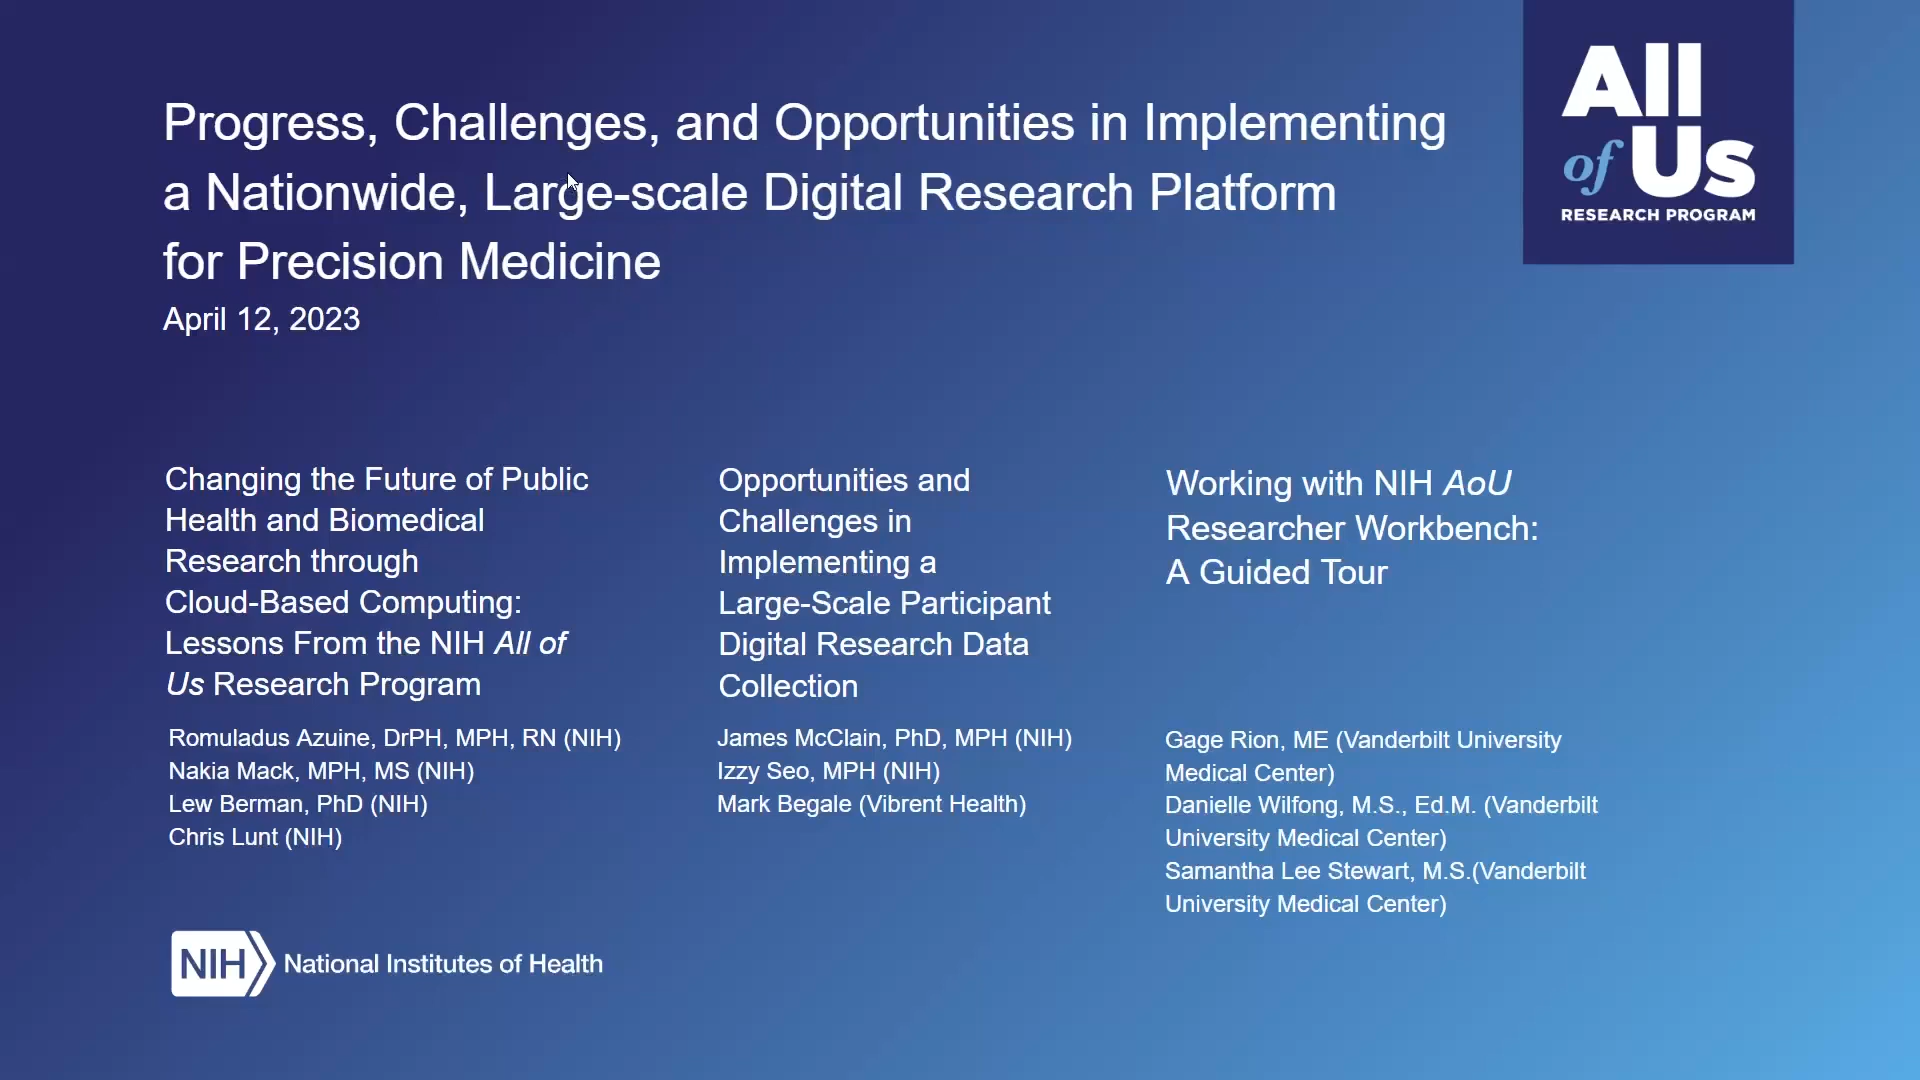 Progress, Challenges, and Opportunities in Implementing
a Nationwide, Large-scale Digital Research Platform
for Precision Medicine
April 12, 2023
All
of Us
RESEARCH PROGRAM
Changing the Future of Public
Health and Biomedical
Research through
Cloud-Based Computing:
Lessons From the NIH All of
Us Research Program
Romuladus Azuine, DrPH, MPH, RN (NIH)
Nakia Mack, MPH, MS (NIH)
Lew Berman, PhD (NIH)
Chris Lunt (NIH)
Opportunities and
Challenges in
Implementing a
Large-Scale Participant
Digital Research Data
Collection
James McClain, PhD, MPH (NIH)
Izzy Seo, MPH (NIH)
Mark Begale (Vibrent Health)
Working with NIH AoU
Researcher Workbench:
A Guided Tour
Gage Rion, ME (Vanderbilt University
Medical Center)
Danielle Wilfong, M.S., Ed.M. (Vanderbilt
University Medical Center)
Samantha Lee Stewart, M.S.(Vanderbilt
University Medical Center)
NIH National Institutes of Health